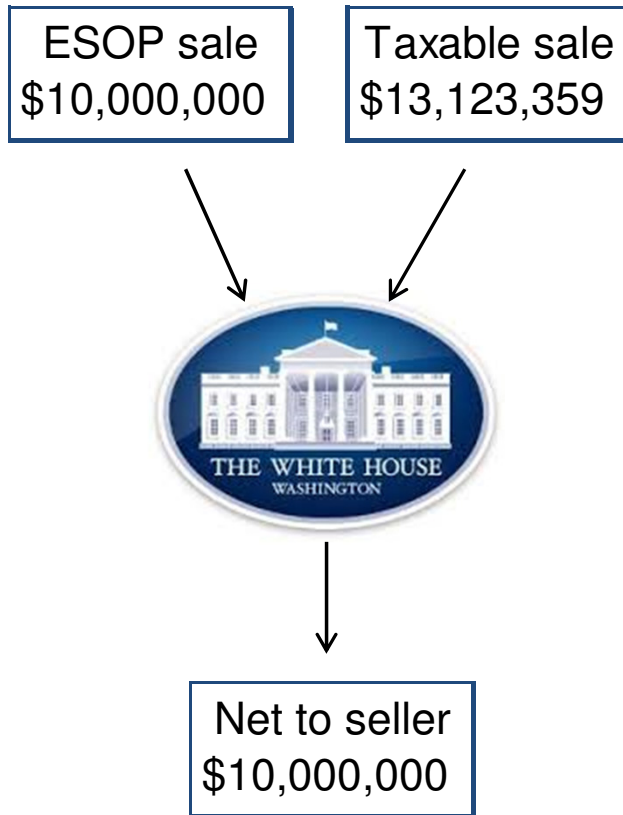 ESOP sale
$10,000,000
Taxable sale
$13,123,359
THE WHITE HOUSE
WASHINGTON
Net to seller
$10,000,000